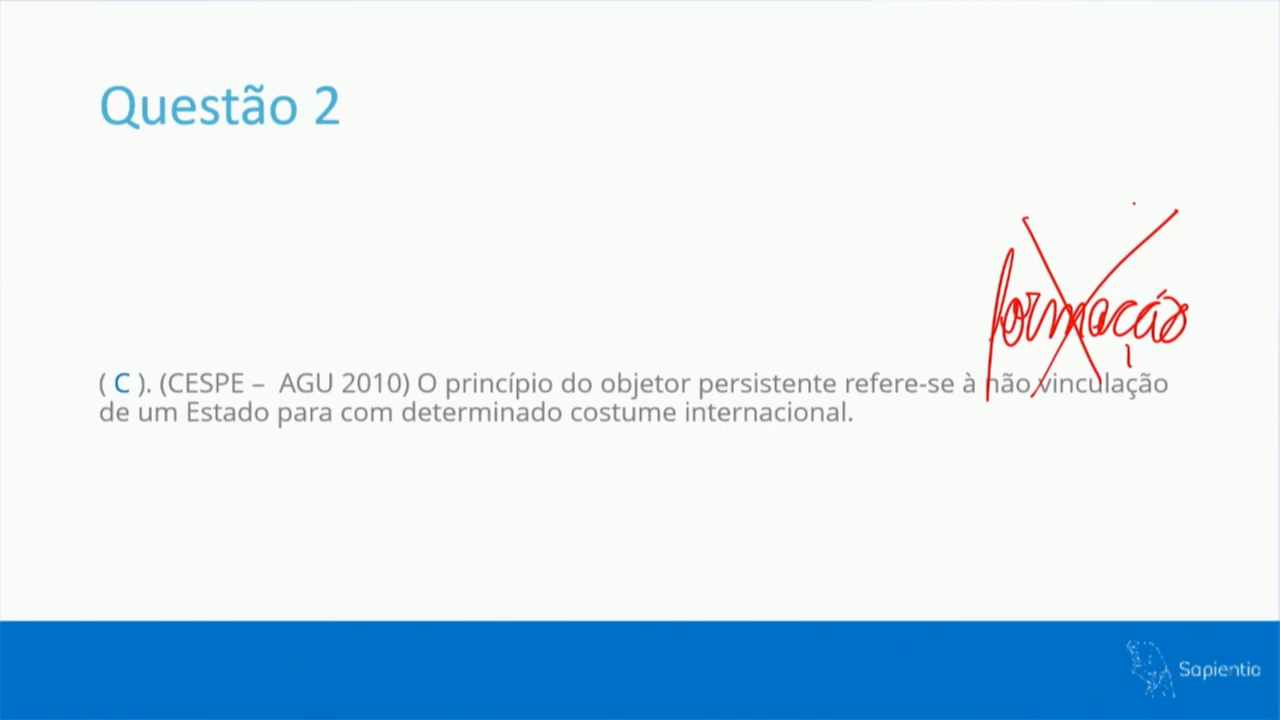 Questão 2
formação
( C ). (CESPE – AGU 2010) O princípio do objetor persistente refere-se à não vinculação
de um Estado para com determinado costume internacional.
Sapientia